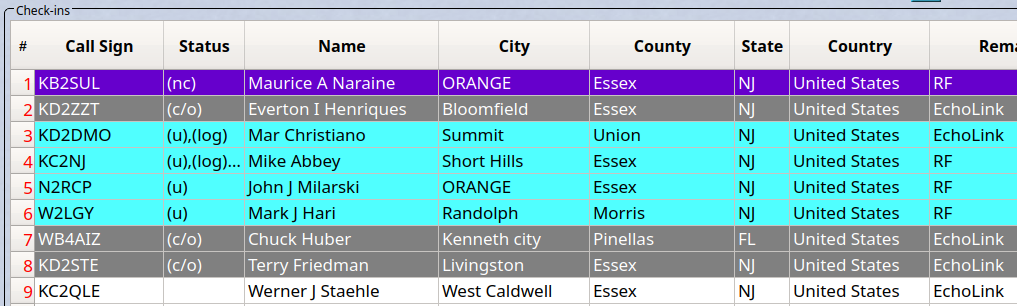 Check-ins
# Call Sign Status Name City County State Country Rema
1 KB2SUL (nc) Maurice A Naraine ORANGE Essex NJ United States RF
2 KD2ZZT (c/o) Everton I Henriques Bloomfield Essex NJ United States EchoLink
3 KD2DMO (u),(log) Mar Christiano Summit Union NJ United States EchoLink
4 KC2NJ (u),(log)... Mike Abbey Short Hills Essex NJ United States RF
5 N2RCP (u) John J Milarski ORANGE Essex NJ United States RF
6 W2LGY (u) Mark J Hari Randolph Morris NJ United States RF
7 WB4AIZ (c/o) Chuck Huber Kenneth city Pinellas FL United States EchoLink
8 KD2STE (c/o) Terry Friedman Livingston Essex NJ United States EchoLink
9 KC2QLE Werner J Staehle West Caldwell Essex NJ United States EchoLink